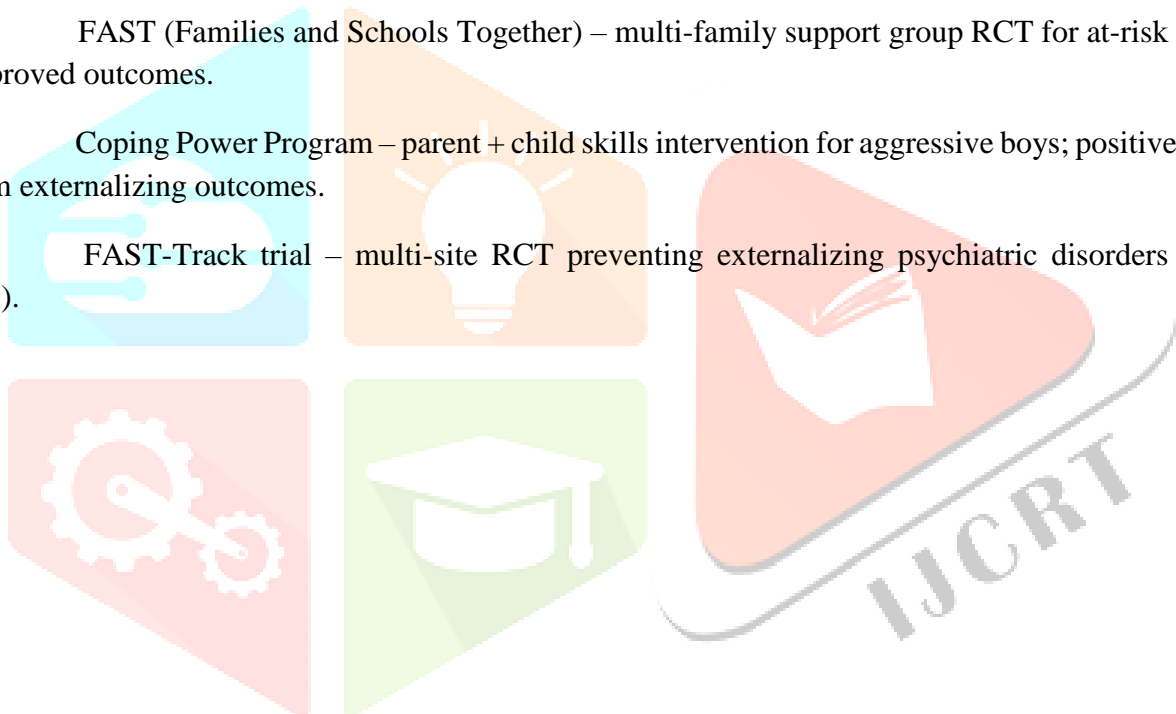 FAST (Families and Schools Together) – multi-family support group RCT for at-risk
proved outcomes.
Coping Power Program – parent + child skills intervention for aggressive boys; positive
externalizing outcomes.
FAST-Track trial – multi-site RCT preventing externalizing psychiatric disorders
).
IJCRT